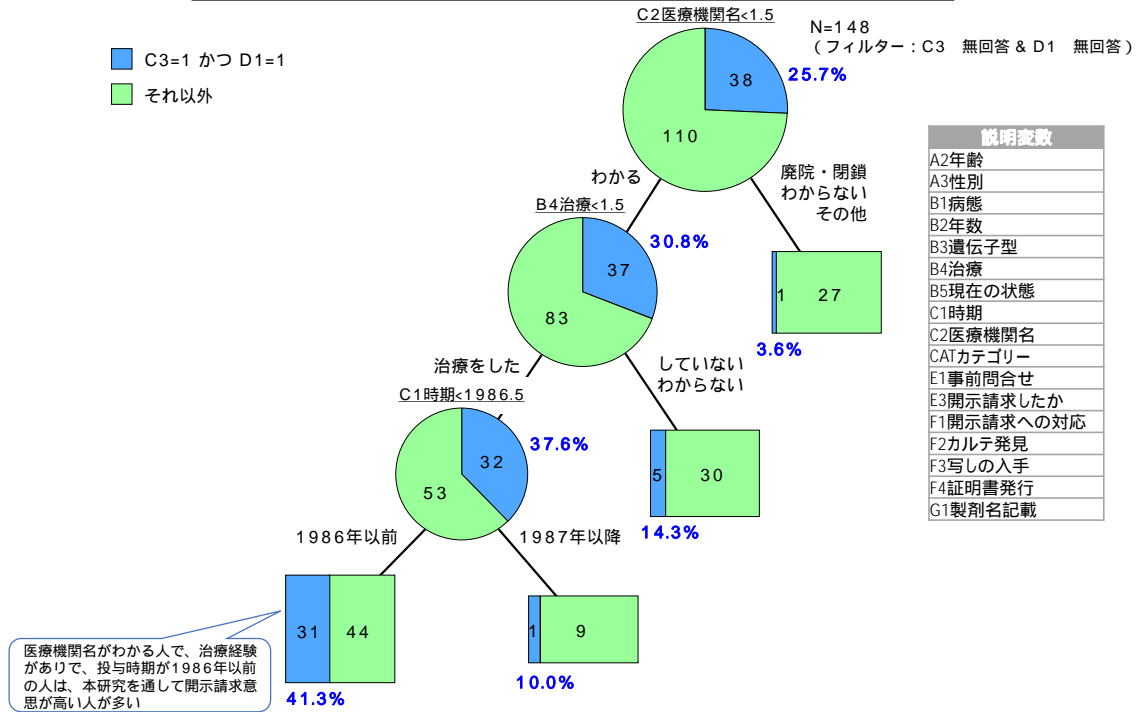 C2医療機関名<1.5
N=148
(フィルター：C3　無回答 & D1　無回答)
C3=1 かつ D1=1
それ以外
38
25.7%
110
わかる
廃院・閉鎖
わからない
その他
B4治療<1.5
30.8%
37
83
1
27
3.6%
治療をした
していない
わからない
C1時期<1986.5
37.6%
32
53
5
30
14.3%
1986年以前
1987年以降
31
44
41.3%
1
9
10.0%
医療機関名がわかる人で、治療経験
がありで、投与時期が1986年以前
の人は、本研究を通して開示請求意
思が高い人が多い
説明変数
A2年齢
A3性別
B1病態
B2年数
B3遺伝子型
B4治療
B5現在の状態
C1時期
C2医療機関名
CATカテゴリー
E1事前問合せ
E3開示請求したか
F1開示請求への対応
F2カルテ発見
F3写しの入手
F4証明書発行
G1製剤名記載